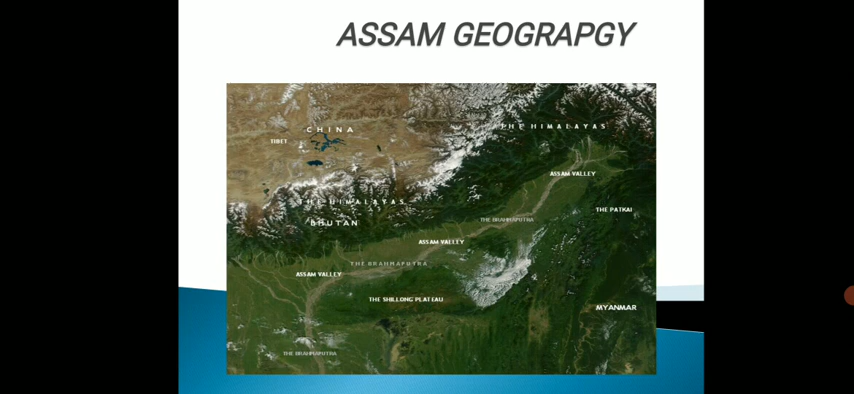 ASSAM GEOGRAPGY
CHINA
THE HIMALAYAS
TIBET
ASSAM VALLEY
THE HIMALAYAS
THE PATKAI
THE BRAHMAPUTRA
BHUTAN
ASSAM VALLEY
THE BRAHMAPUTRA
ASSAM VALLEY
THE SHILLONG PLATEAU
MYANMAR
THE BRAHMAPUTRA